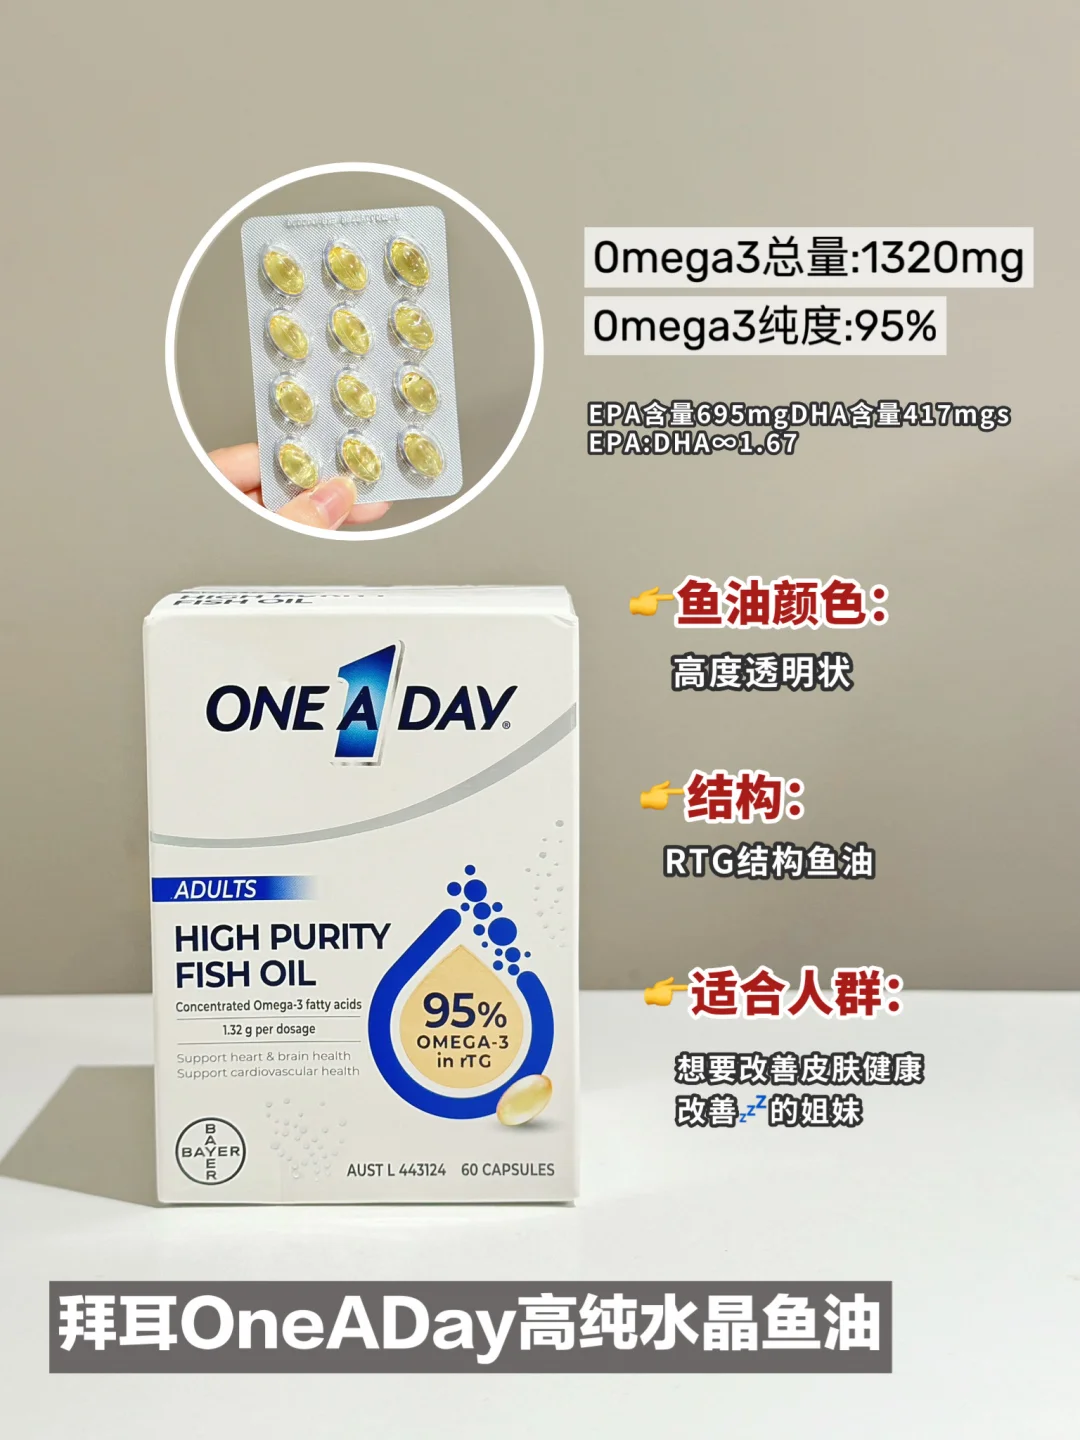 Omega3总量:1320mg
Omega3纯度:95%
EPA含量695mgDHA含量417mgs
EPA:DHA∞1.67
鱼油颜色:
高度透明状
结构:
RTG结构鱼油
适合人群:
想要改善皮肤健康
改善💤的姐妹
HIGH PURITY
FISH OIL
ONE A DAY®
1
ADULTS
HIGH PURITY
FISH OIL
Concentrated Omega-3 fatty acids
1.32 g per dosage
Support heart & brain health
Support cardiovascular health
95%
OMEGA-3
in rTG
BAYER
BAYER
AUST L 443124 60 CAPSULES
拜耳OneADay高纯水晶鱼油